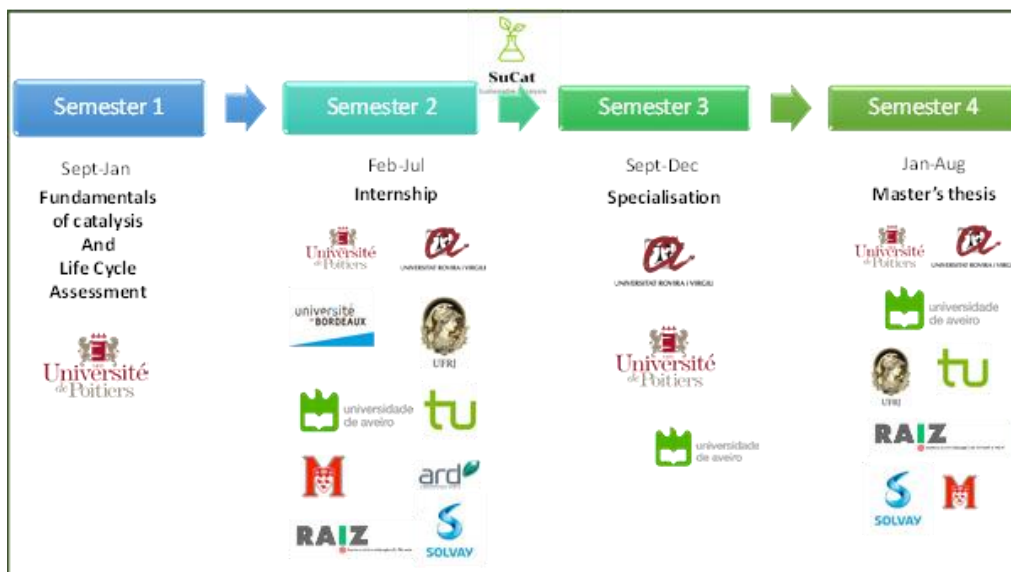 SuCat
Semester 1
Semester 2
Semester 3
Semester 4
Sept-Jan
Fundamentals
of catalysis
And
Life Cycle
Assessment
Université
de Poitiers
Feb-Jul
Internship
Université
de Poitiers
UNIVERSITAT ROVIRA I VIRGILI
université
de BORDEAUX
UFRJ
universidade
de aveiro
tu
M
ard
RAIZ
SOLVAY
Sept-Dec
Specialisation
UNIVERSITAT ROVIRA I VIRGILI
Université
de Poitiers
universidade
de aveiro
Jan-Aug
Master's thesis
Université
de Poitiers
UNIVERSITAT ROVIRA I VIRGILI
universidade
de aveiro
UFRJ
tu
RAIZ
SOLVAY
M